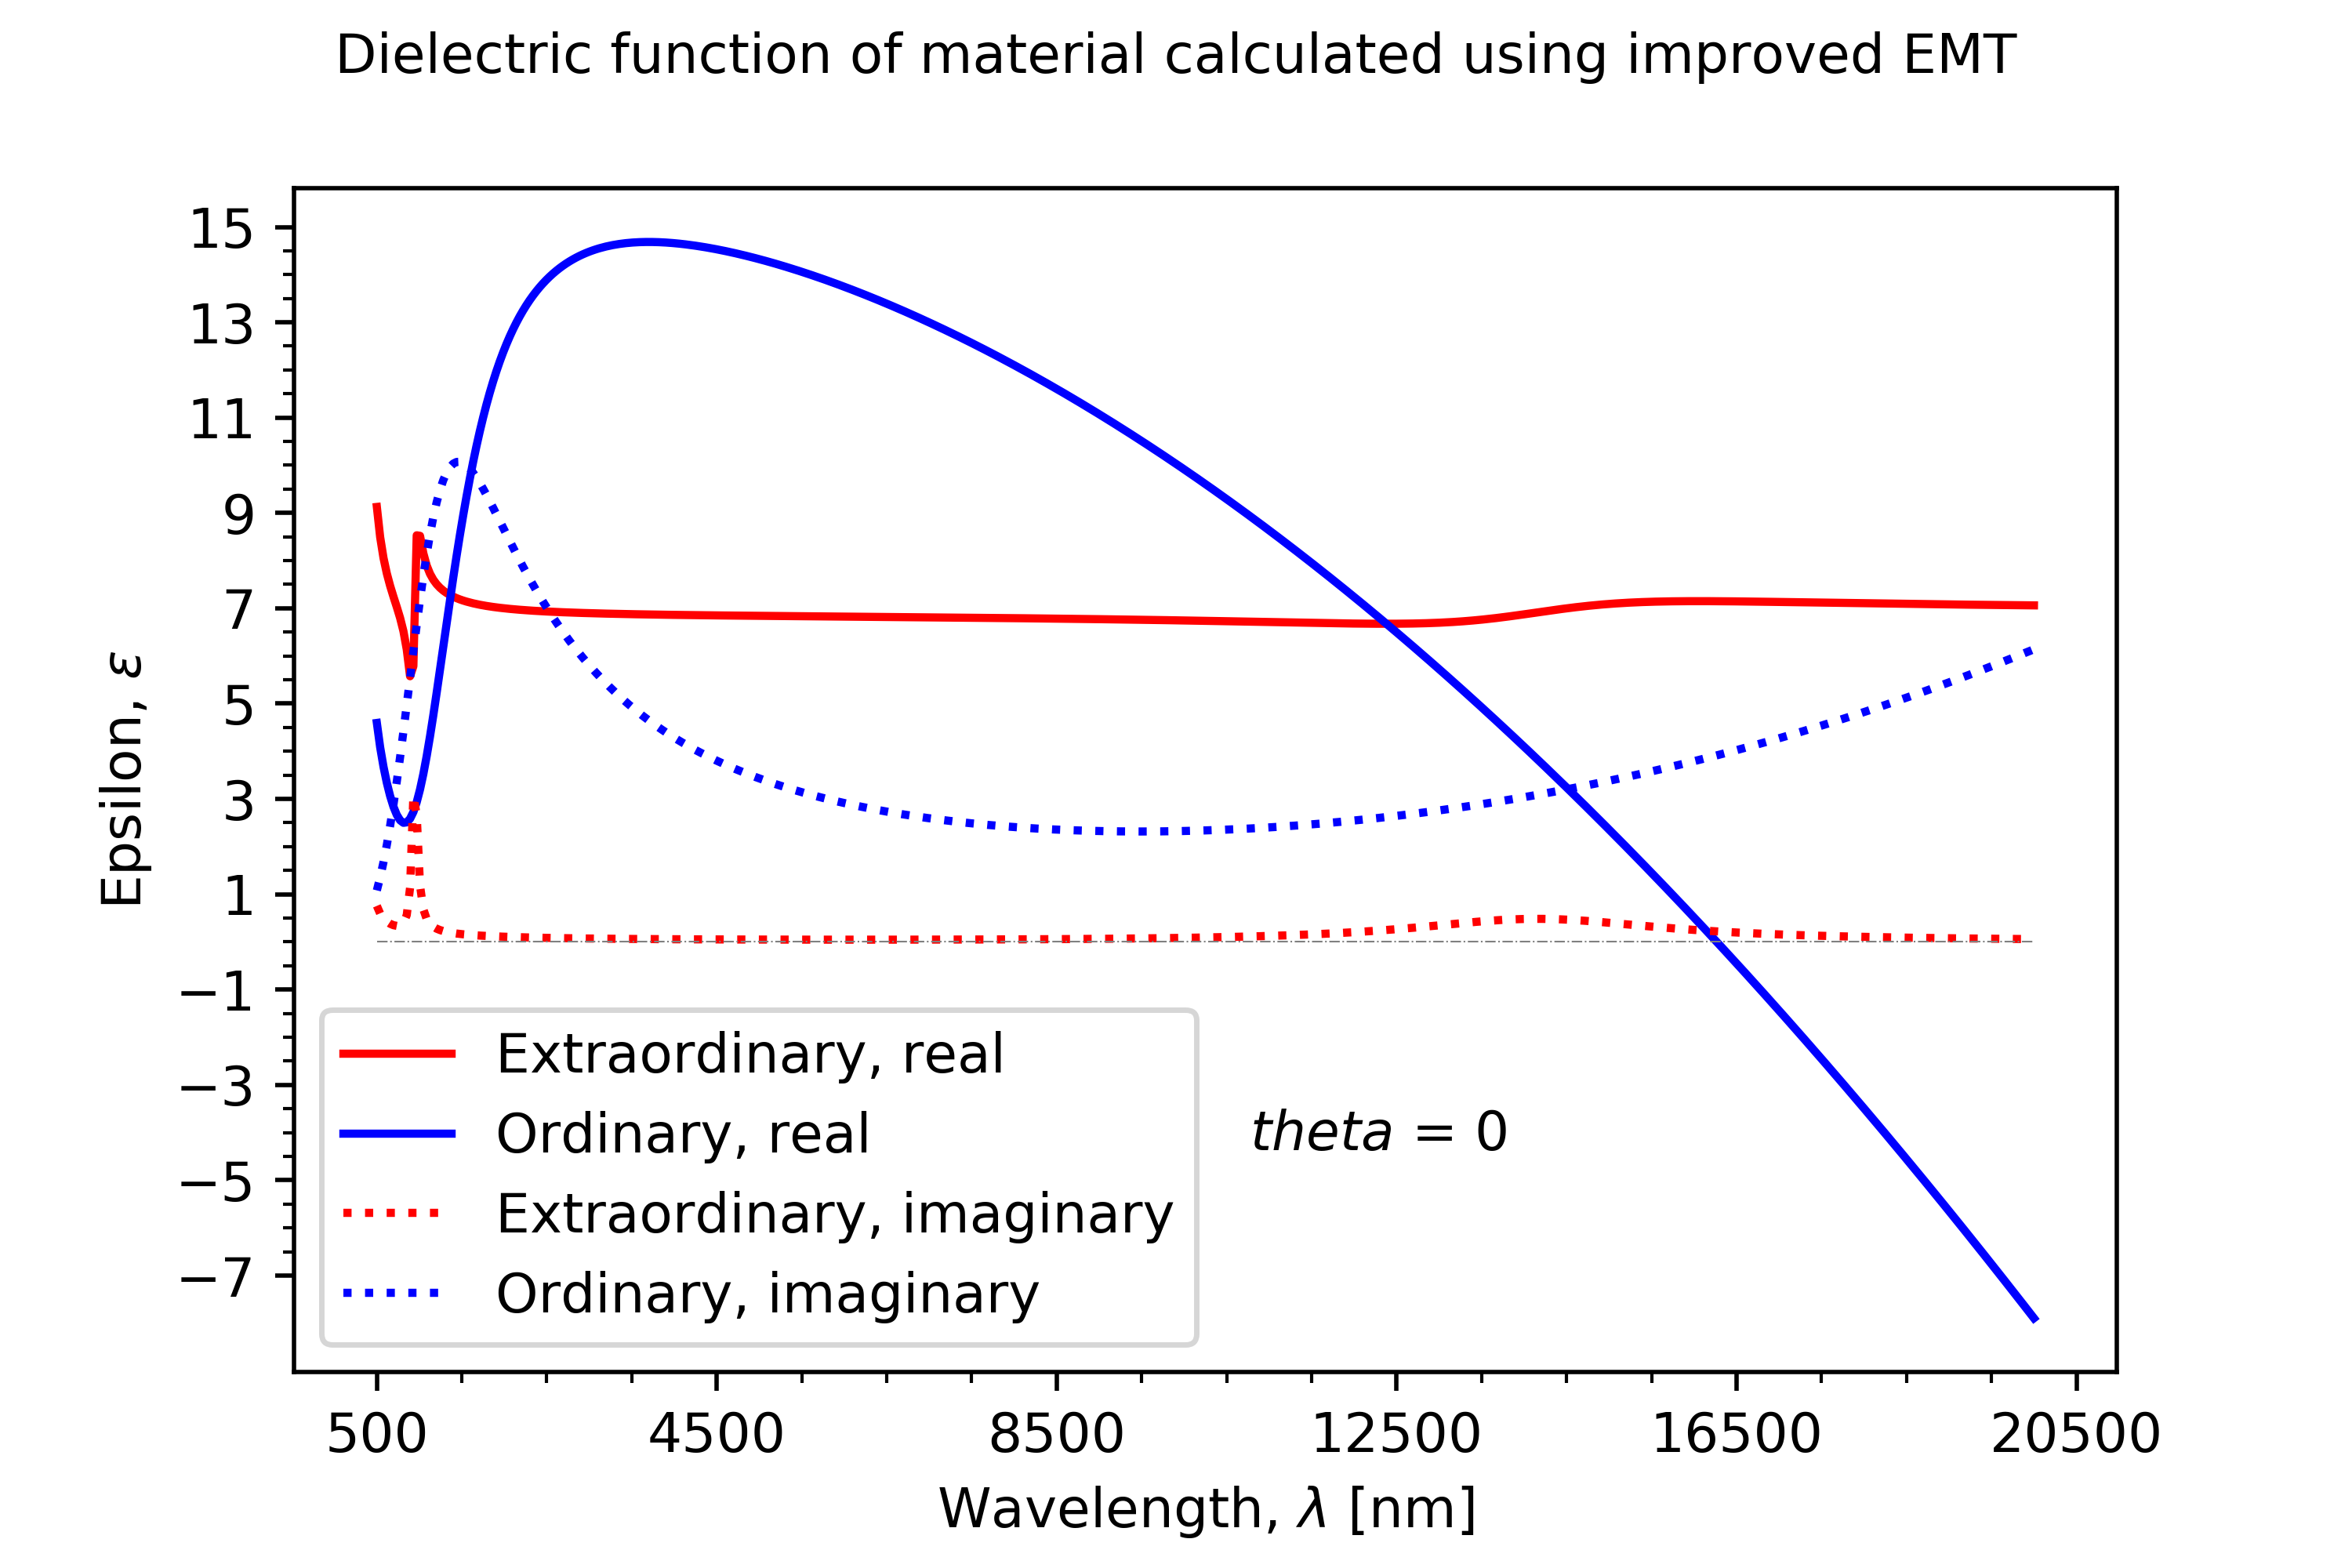 Dielectric function of material calculated using improved EMT
15
13
11
9
7
5
3
1
−1
−3
−5
−7
Epsilon, ε
Extraordinary, real
Ordinary, real
Extraordinary, imaginary
Ordinary, imaginary
theta = 0
500 4500 8500 12500 16500 20500
Wavelength, λ [nm]